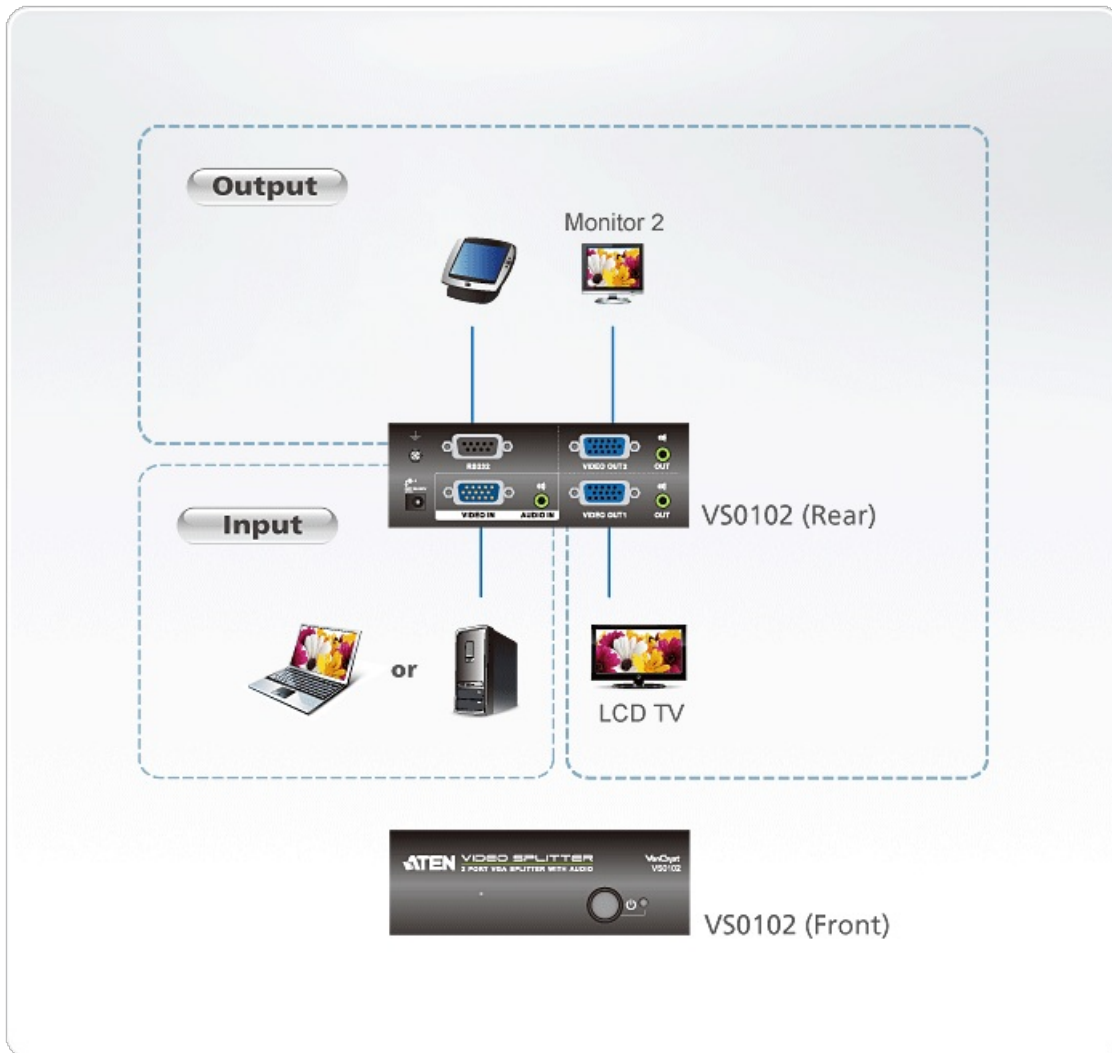 Output
Monitor 2
RS232
VIDEO OUT2
OUT
VIDEO IN
AUDIO IN
VIDEO OUT1
OUT
VS0102 (Rear)
Input
or
LCD TV
ATEN VIDEO SPLITTER
2 PORT VGA SPLITTER WITH AUDIO
VanCryst
VS0102
VS0102 (Front)